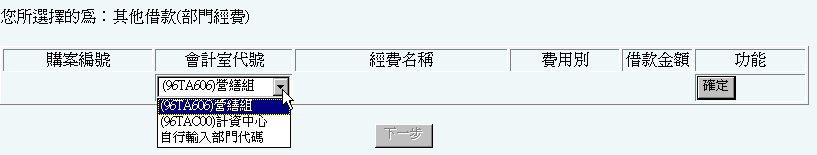 您所選擇的為：其他借款(部門經費)
購案編號 會計室代號 經費名稱 費用別 借款金額 功能
(96TA606)營繕組 確定
(96TA606)營繕組
(96TAC00)計資中心
自行輸入部門代碼
下一步